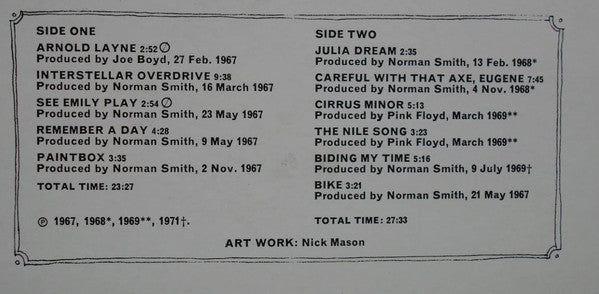 SIDE ONE
ARNOLD LAYNE 2:52
Produced by Joe Boyd, 27 Feb. 1967
INTERSTELLAR OVERDRIVE 9:38
Produced by Norman Smith, 16 March 1967
SEE EMILY PLAY 2:54
Produced by Norman Smith, 23 May 1967
REMEMBER A DAY 4:28
Produced by Norman Smith, 9 May 1967
PAINTBOX 3:35
Produced by Norman Smith, 2 Nov. 1967
TOTAL TIME: 23:27
℗ 1967, 1968*, 1969**, 1971†.
SIDE TWO
JULIA DREAM 2:35
Produced by Norman Smith, 13 Feb. 1968*
CAREFUL WITH THAT AXE, EUGENE 7:45
Produced by Norman Smith, 4 Nov. 1968*
CIRRUS MINOR 5:13
Produced by Pink Floyd, March 1969**
THE NILE SONG 3:23
Produced by Pink Floyd, March 1969**
BIDING MY TIME 5:16
Produced by Norman Smith, 9 July 1969†
BIKE 3:21
Produced by Norman Smith, 21 May 1967
TOTAL TIME: 27:33
ART WORK: Nick Mason